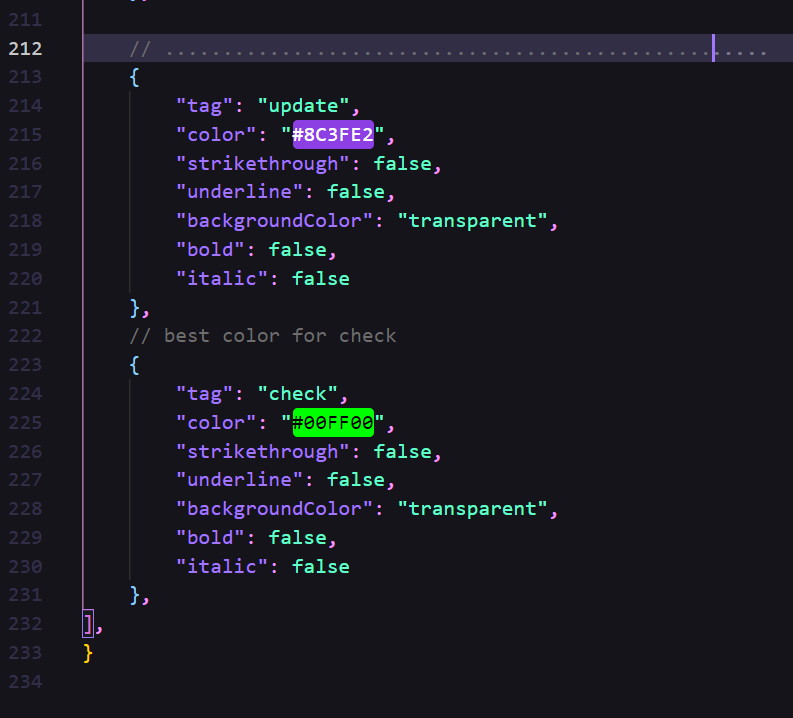 211
212 // ....................................................
213 {
214 "tag": "update",
215 "color": "#8C3FE2",
216 "strikethrough": false,
217 "underline": false,
218 "backgroundColor": "transparent",
219 "bold": false,
220 "italic": false
221 },
222 // best color for check
223 {
224 "tag": "check",
225 "color": "#00FF00",
226 "strikethrough": false,
227 "underline": false,
228 "backgroundColor": "transparent",
229 "bold": false,
230 "italic": false
231 },
232 ],
233 }
234